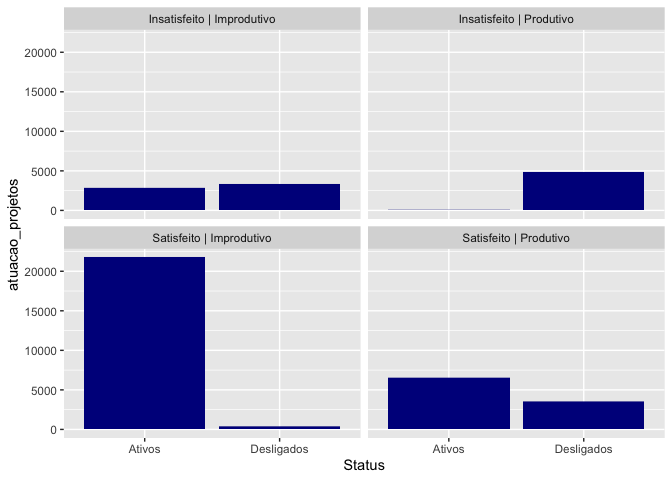 Insatisfeito | Improdutivo
Insatisfeito | Produtivo
20000
15000
10000
5000
0
atuacao_projetos
Satisfeito | Improdutivo
Satisfeito | Produtivo
20000
15000
10000
5000
0
Ativos
Desligados
Ativos
Desligados
Status